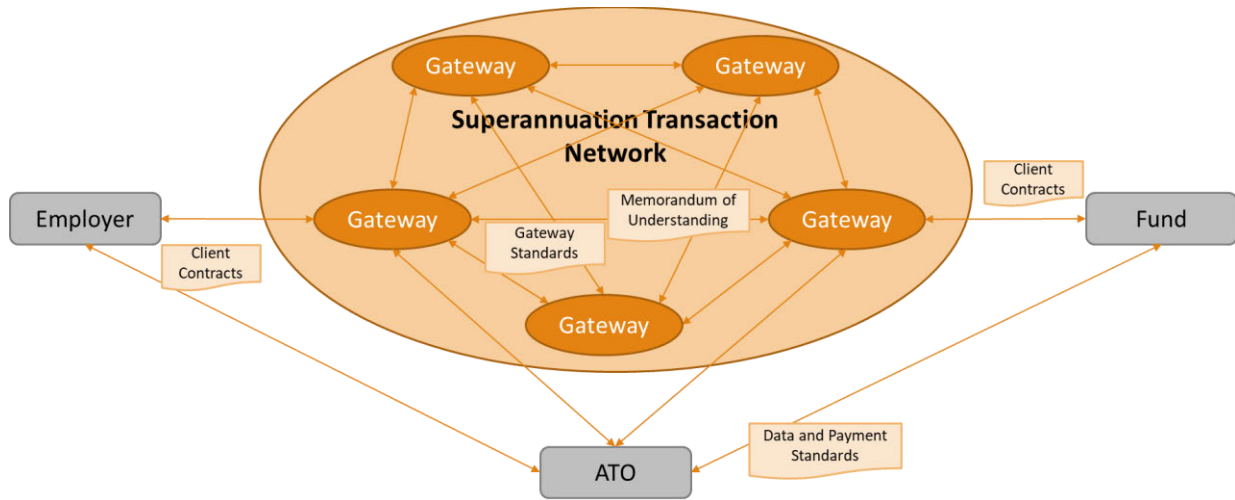 Gateway
Gateway
Superannuation Transaction
Network
Employer
Gateway
Memorandum of
Understanding
Gateway
Client
Contracts
Fund
Client
Contracts
Gateway
Standards
Gateway
Data and Payment
Standards
ATO